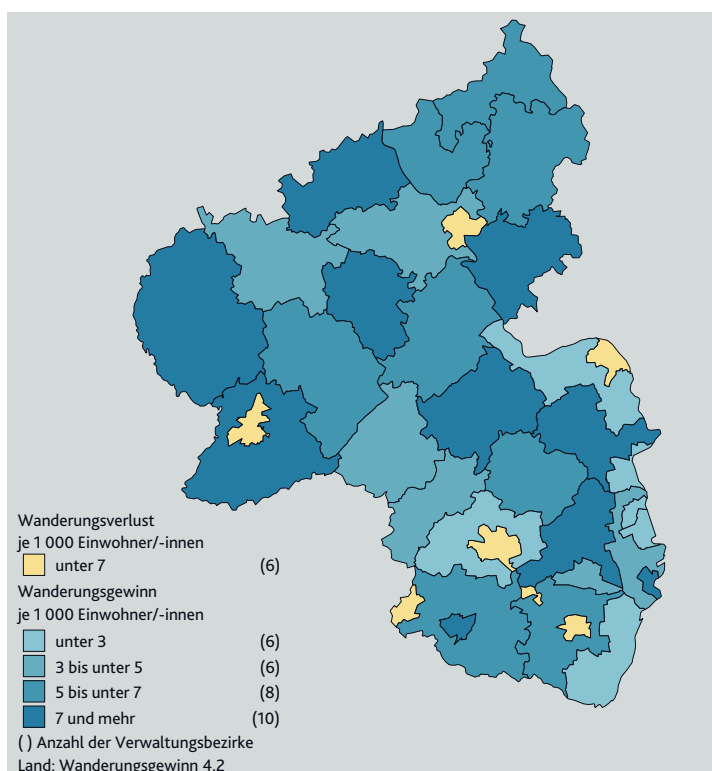 Wanderungsverlust
je 1 000 Einwohner/-innen
unter 7 (6)
Wanderungsgewinn
je 1 000 Einwohner/-innen
unter 3 (6)
3 bis unter 5 (6)
5 bis unter 7 (8)
7 und mehr (10)
( ) Anzahl der Verwaltungsbezirke
Land: Wanderungsgewinn 4,2